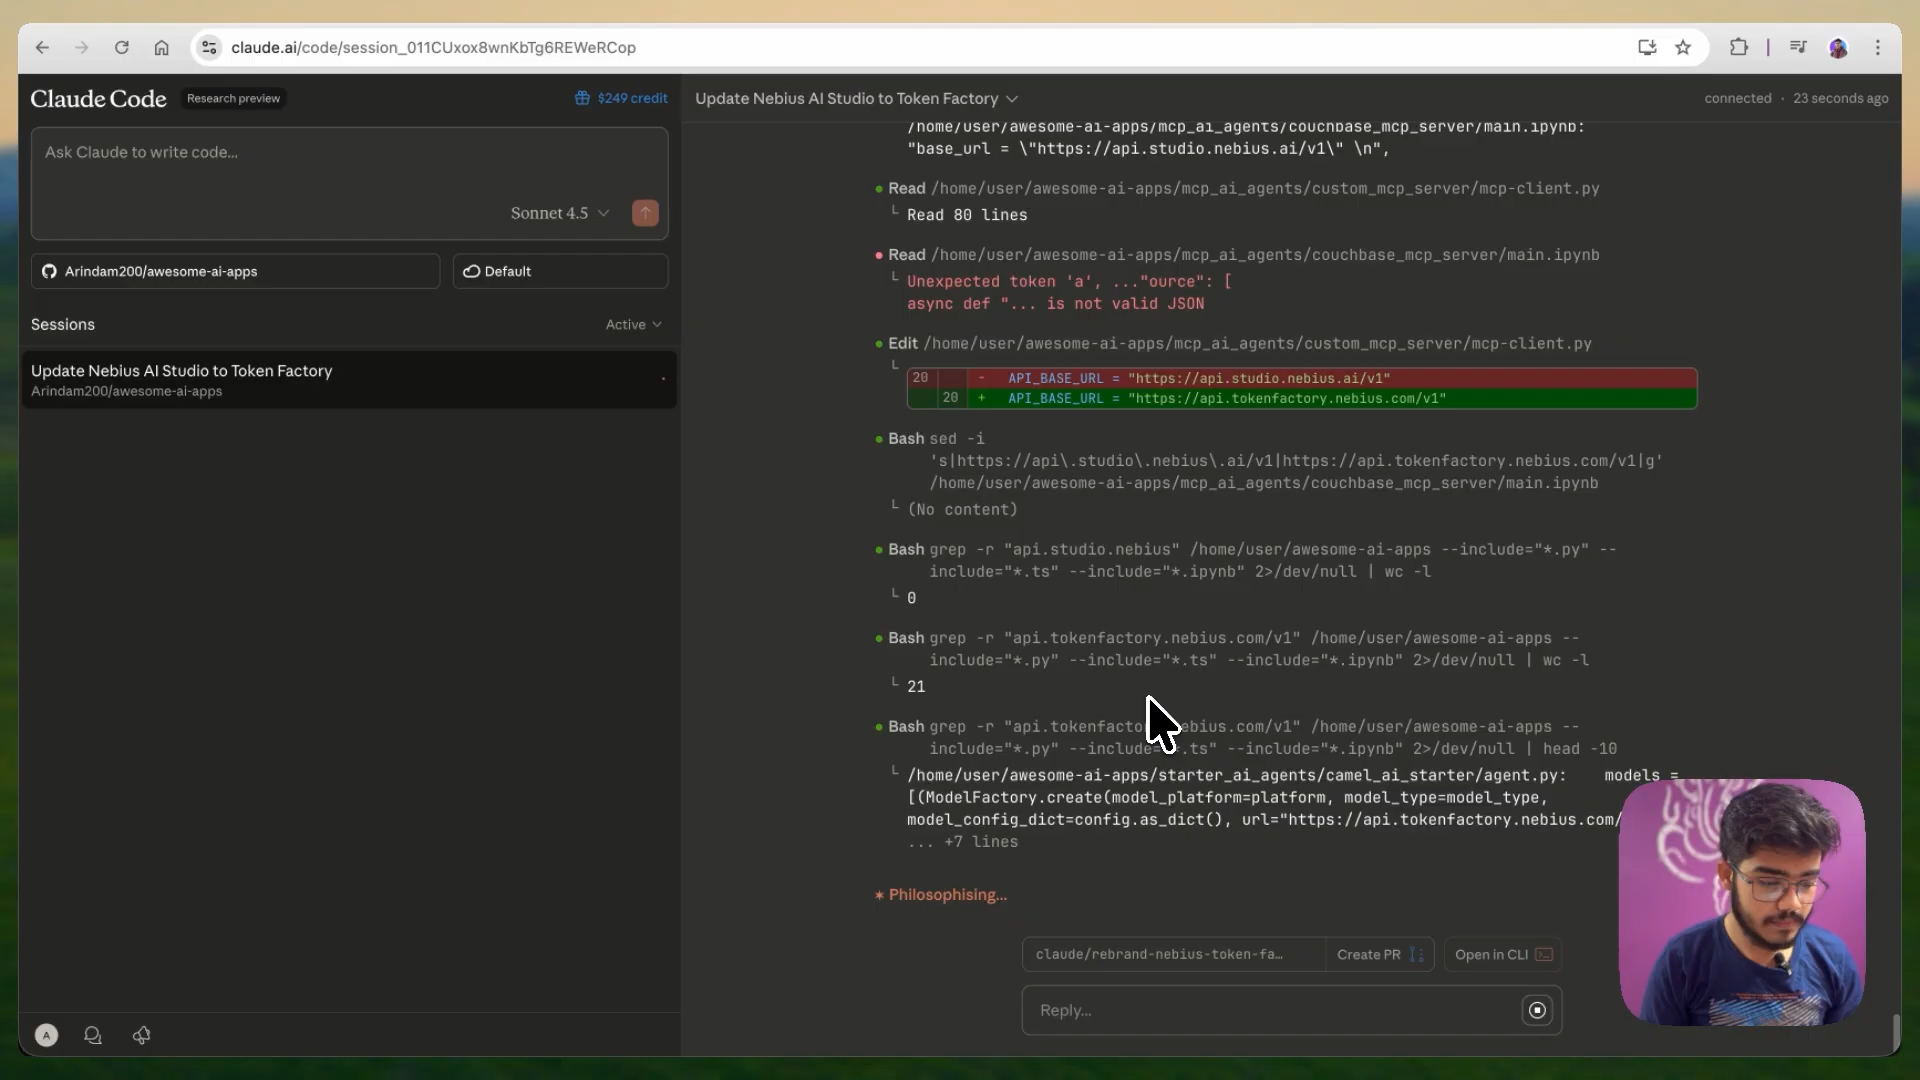 claude.ai/code/session_011CUxox8wnKbTg6REWeRCop
Claude Code
Research preview
$249 credit
Ask Claude to write code...
Sonnet 4.5
Arindam200/awesome-ai-apps
Default
Sessions
Active
Update Nebius AI Studio to Token Factory
Arindam200/awesome-ai-apps
A
Update Nebius AI Studio to Token Factory
connected · 23 seconds ago
/home/user/awesome-ai-apps/mcp_ai_agents/couchbase_mcp_server/main.ipynb:
"base_url = \"https://api.studio.nebius.ai/v1\" \n",
Read /home/user/awesome-ai-apps/mcp_ai_agents/custom_mcp_server/mcp-client.py
└ Read 80 lines
Read /home/user/awesome-ai-apps/mcp_ai_agents/couchbase_mcp_server/main.ipynb
└ Unexpected token 'a', ..."ource": [
async def "... is not valid JSON
Edit /home/user/awesome-ai-apps/mcp_ai_agents/custom_mcp_server/mcp-client.py
└
20 - API_BASE_URL = "https://api.studio.nebius.ai/v1"
20 + API_BASE_URL = "https://api.tokenfactory.nebius.com/v1"
Bash sed -i
's|https://api\.studio\.nebius\.ai/v1|https://api.tokenfactory.nebius.com/v1|g'
/home/user/awesome-ai-apps/mcp_ai_agents/couchbase_mcp_server/main.ipynb
└ (No content)
Bash grep -r "api.studio.nebius" /home/user/awesome-ai-apps --include="*.py" --
include="*.ts" --include="*.ipynb" 2>/dev/null | wc -l
└ 0
Bash grep -r "api.tokenfactory.nebius.com/v1" /home/user/awesome-ai-apps --
include="*.py" --include="*.ts" --include="*.ipynb" 2>/dev/null | wc -l
└ 21
Bash grep -r "api.tokenfactory.nebius.com/v1" /home/user/awesome-ai-apps --
include="*.py" --include="*.ts" --include="*.ipynb" 2>/dev/null | head -10
└ /home/user/awesome-ai-apps/starter_ai_agents/camel_ai_starter/agent.py: models =
[(ModelFactory.create(model_platform=platform, model_type=model_type,
model_config_dict=config.as_dict(), url="https://api.tokenfactory.nebius.com/
... +7 lines
Philosophising...
claude/rebrand-nebius-token-fa…
Create PR
Open in CLI
Reply...